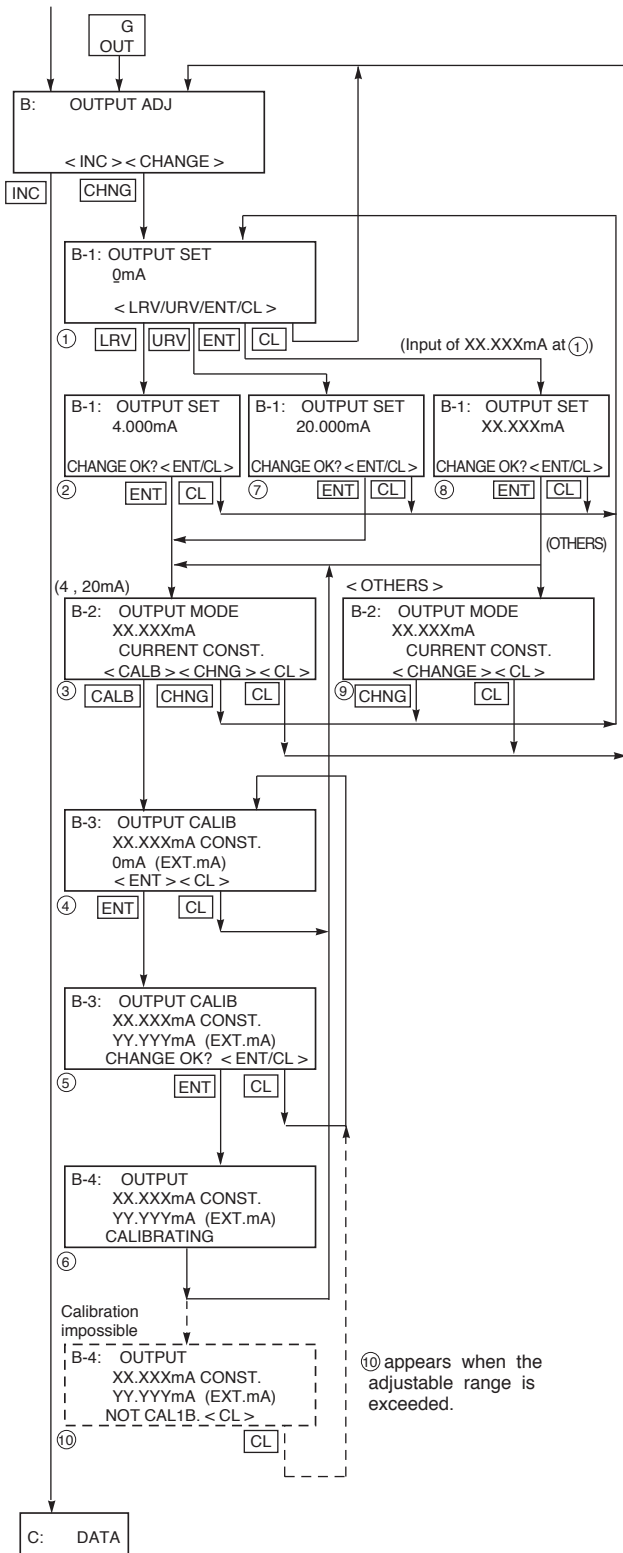 G
OUT
B: OUTPUT ADJ
< INC > < CHANGE >
INC
CHNG
B-1: OUTPUT SET
0mA
< LRV/URV/ENT/CL >
① LRV URV ENT CL
(Input of XX.XXXmA at ①)
B-1: OUTPUT SET
4.000mA
CHANGE OK? < ENT/CL >
② ENT CL
B-1: OUTPUT SET
20.000mA
CHANGE OK? < ENT/CL >
⑦ ENT CL
B-1: OUTPUT SET
XX.XXXmA
CHANGE OK? < ENT/CL >
⑧ ENT CL
(OTHERS)
(4 , 20mA)
B-2: OUTPUT MODE
XX.XXXmA
CURRENT CONST.
< CALB > < CHNG > < CL >
③ CALB CHNG CL
< OTHERS >
B-2: OUTPUT MODE
XX.XXXmA
CURRENT CONST.
< CHANGE > < CL >
⑨ CHNG CL
B-3: OUTPUT CALIB
XX.XXXmA CONST.
0mA (EXT.mA)
< ENT > < CL >
④ ENT CL
B-3: OUTPUT CALIB
XX.XXXmA CONST.
YY.YYYmA (EXT.mA)
CHANGE OK? < ENT/CL >
⑤ ENT CL
B-4: OUTPUT
XX.XXXmA CONST.
YY.YYYmA (EXT.mA)
CALIBRATING
⑥
Calibration
impossible
B-4: OUTPUT
XX.XXXmA CONST.
YY.YYYmA (EXT.mA)
NOT CAL1B. < CL >
⑩ CL
⑩ appears when the
adjustable range is
exceeded.
C: DATA